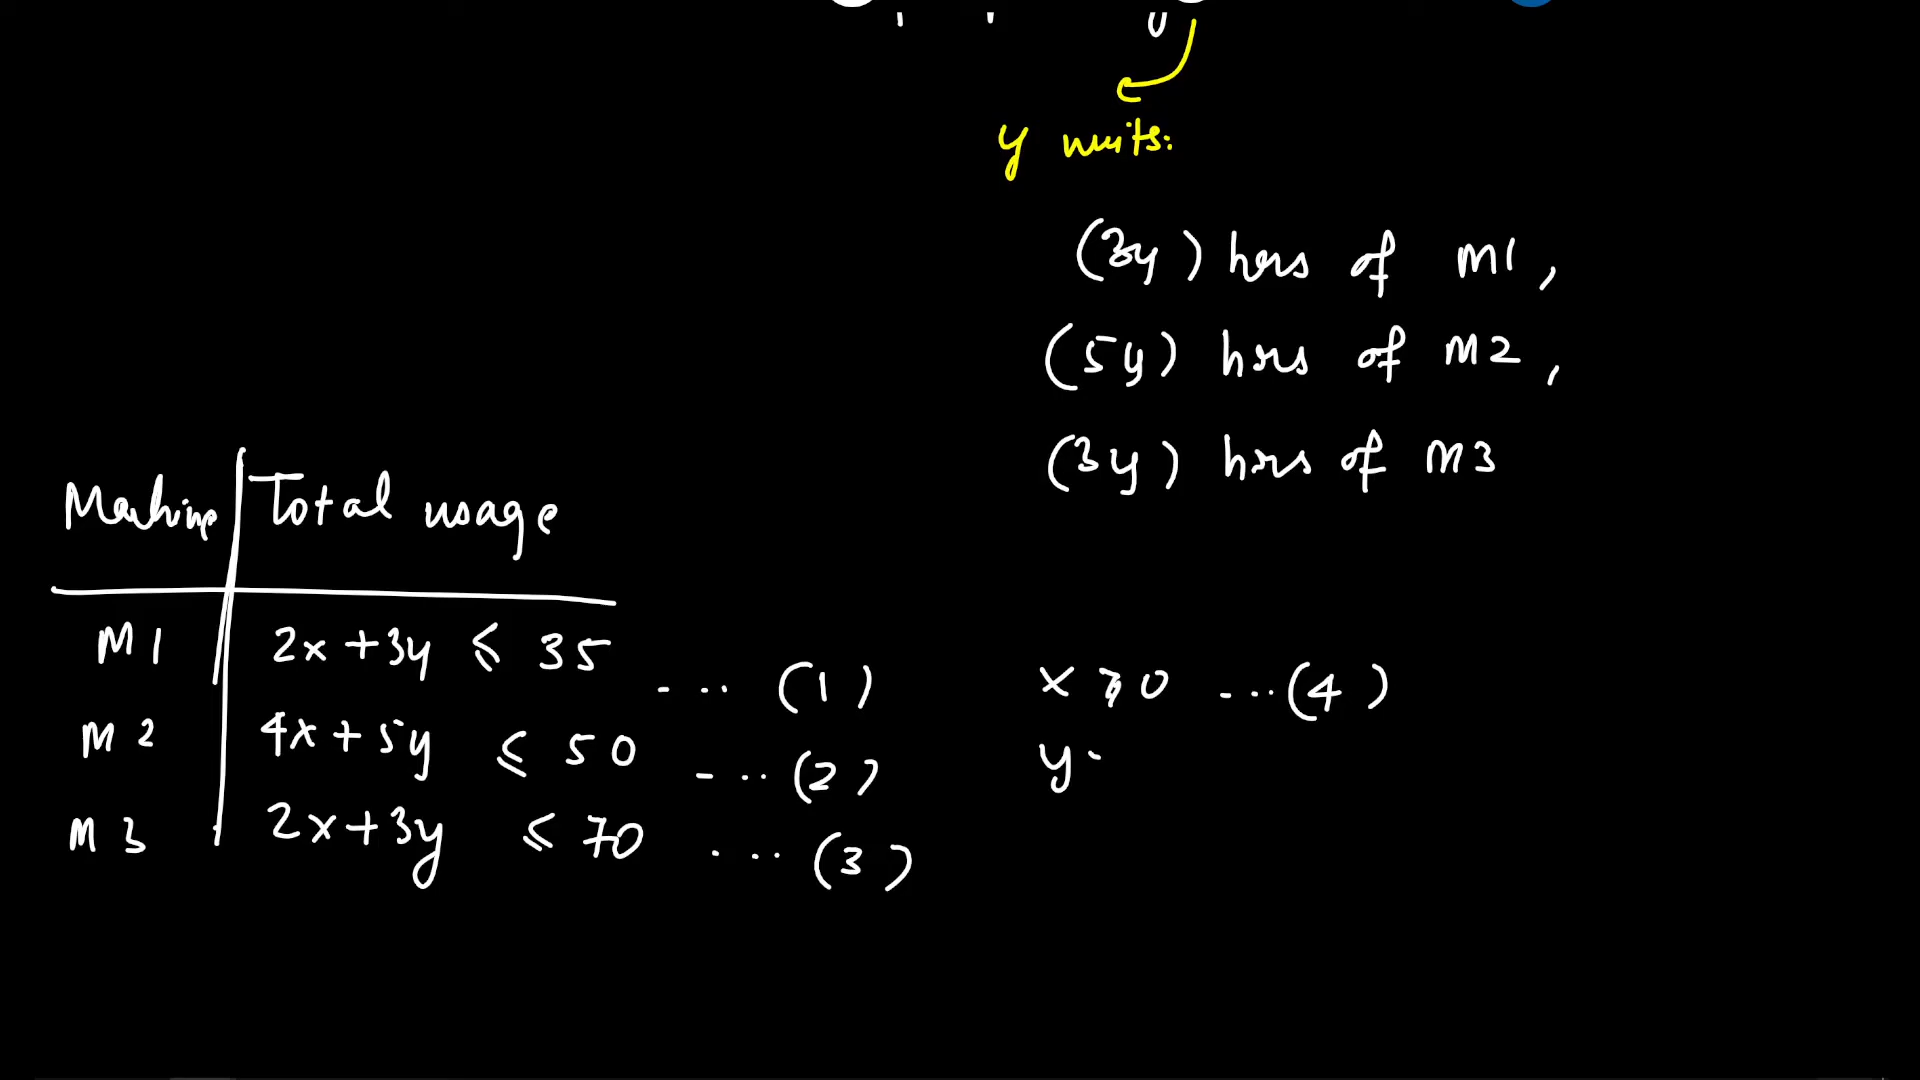 y units:
(3y) hrs of M1,
(5y) hrs of M2,
(3y) hrs of M3
Machine Total usage
M1 2x+3y ⩽ 35 --.. (1)
M2 4x+5y ⩽ 50 -... (2)
M3 2x+3y ⩽ 70 .... (3)
x ⩾ 0 -...(4)
y